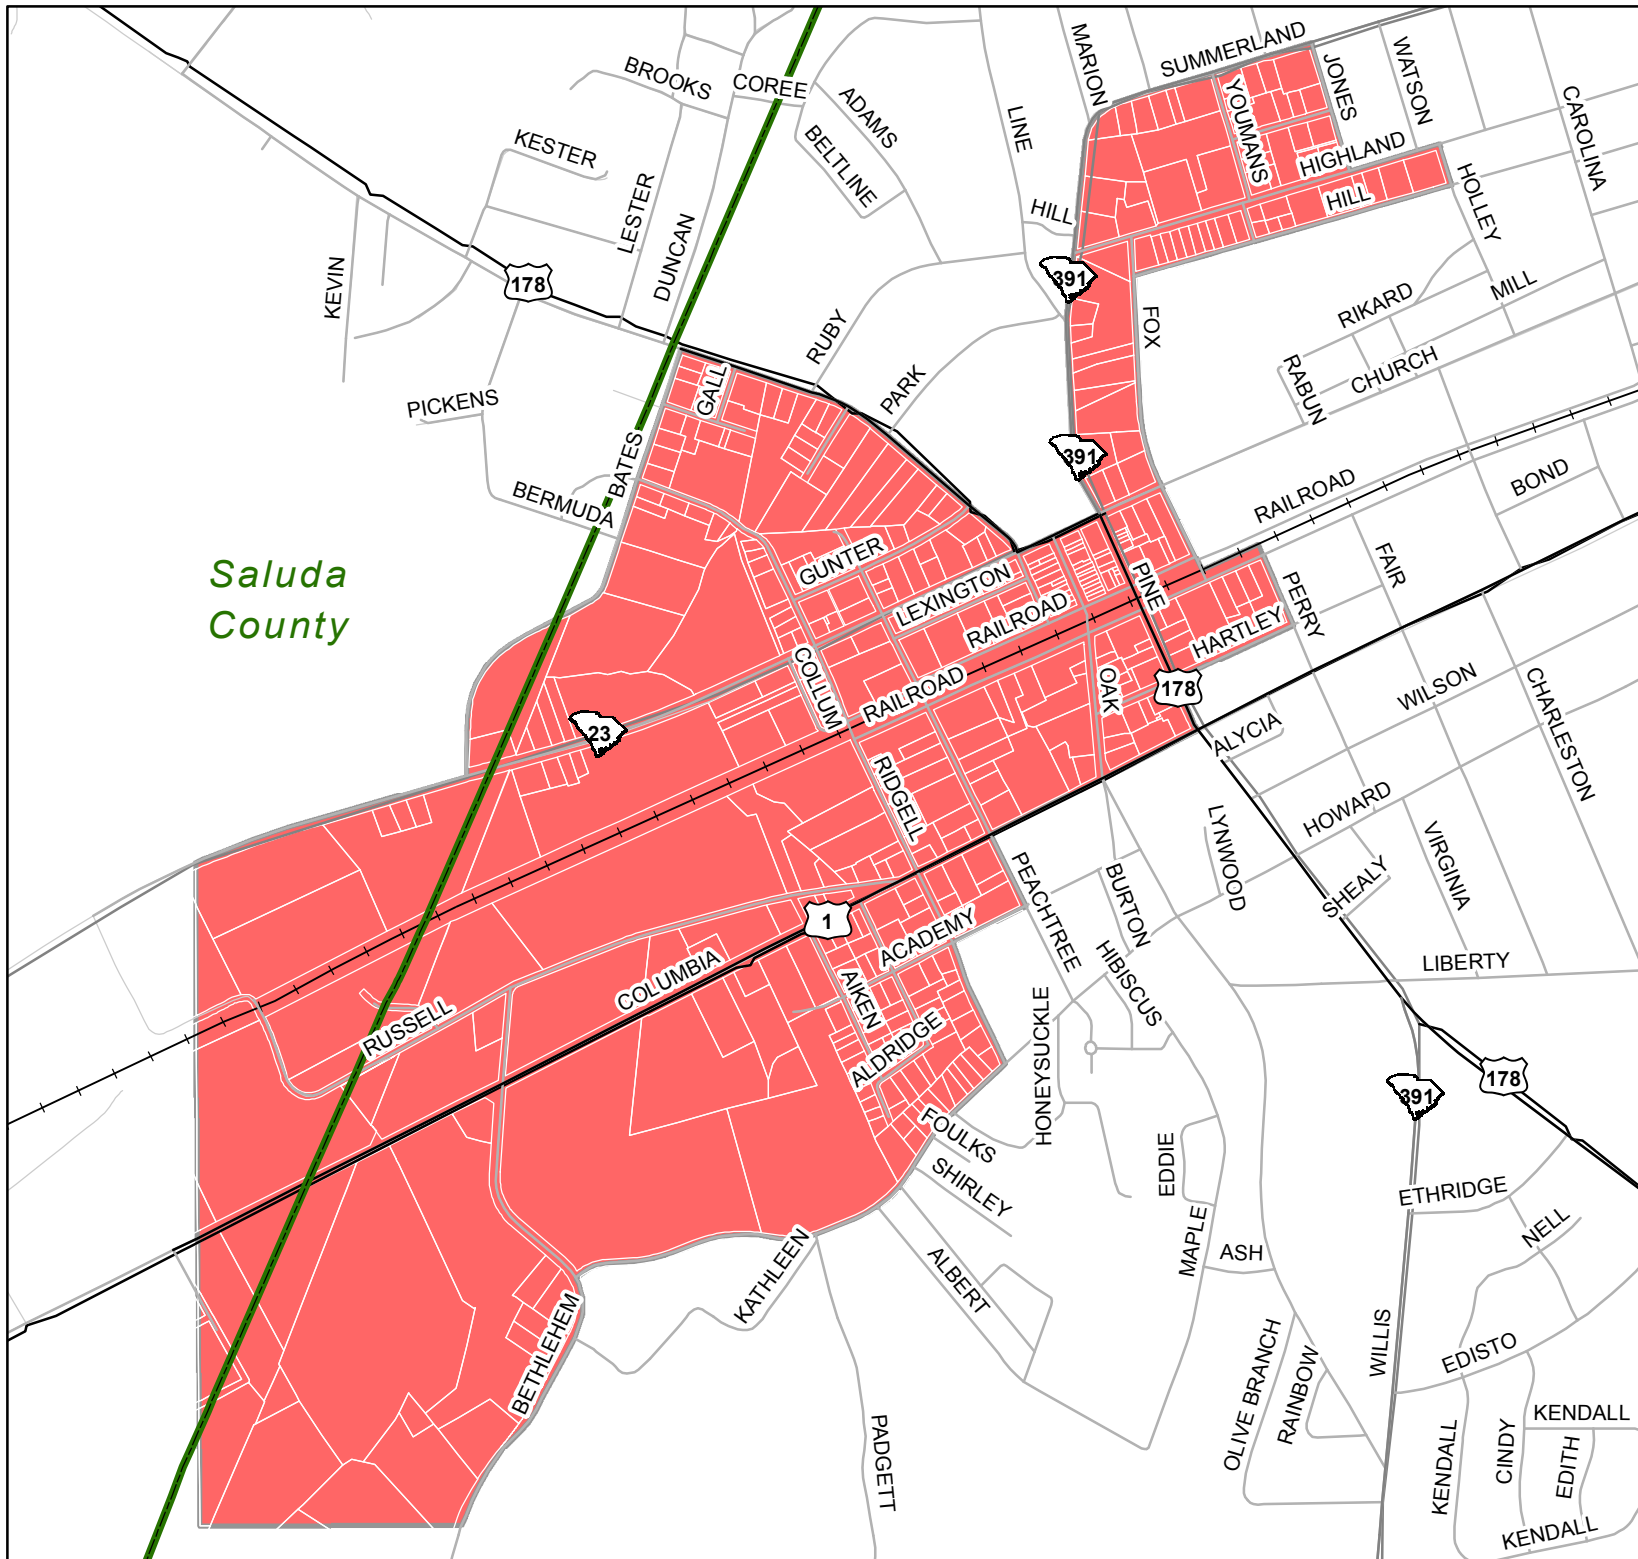 SUMMERLAND
MARION
JONES
WATSON
BROOKS
COREE
ADAMS
YOUMANS
CAROLINA
LINE
BELTLINE
KESTER
HIGHLAND
HILL
HOLLEY
HILL
LESTER
DUNCAN
KEVIN
178
391
MILL
RIKARD
FOX
RUBY
CHURCH
RABUN
PARK
GALL
PICKENS
BATES
391
RAILROAD
BOND
BERMUDA
GUNTER
FAIR
Saluda
County
LEXINGTON
PINE
PERRY
RAILROAD
HARTLEY
COLLUM
RAILROAD
OAK
178
WILSON
CHARLESTON
23
ALYCIA
RIDGELL
HOWARD
LYNWOOD
VIRGINIA
PEACHTREE
BURTON
SHEALY
1
ACADEMY
COLUMBIA
AIKEN
HIBISCUS
LIBERTY
RUSSELL
ALDRIDGE
HONEYSUCKLE
178
391
FOULKS
SHIRLEY
EDDIE
ETHRIDGE
NELL
MAPLE
ASH
KATHLEEN
ALBERT
BETHLEHEM
WILLIS
EDISTO
OLIVE BRANCH
RAINBOW
PADGETT
KENDALL
KENDALL
CINDY
EDITH
KENDALL